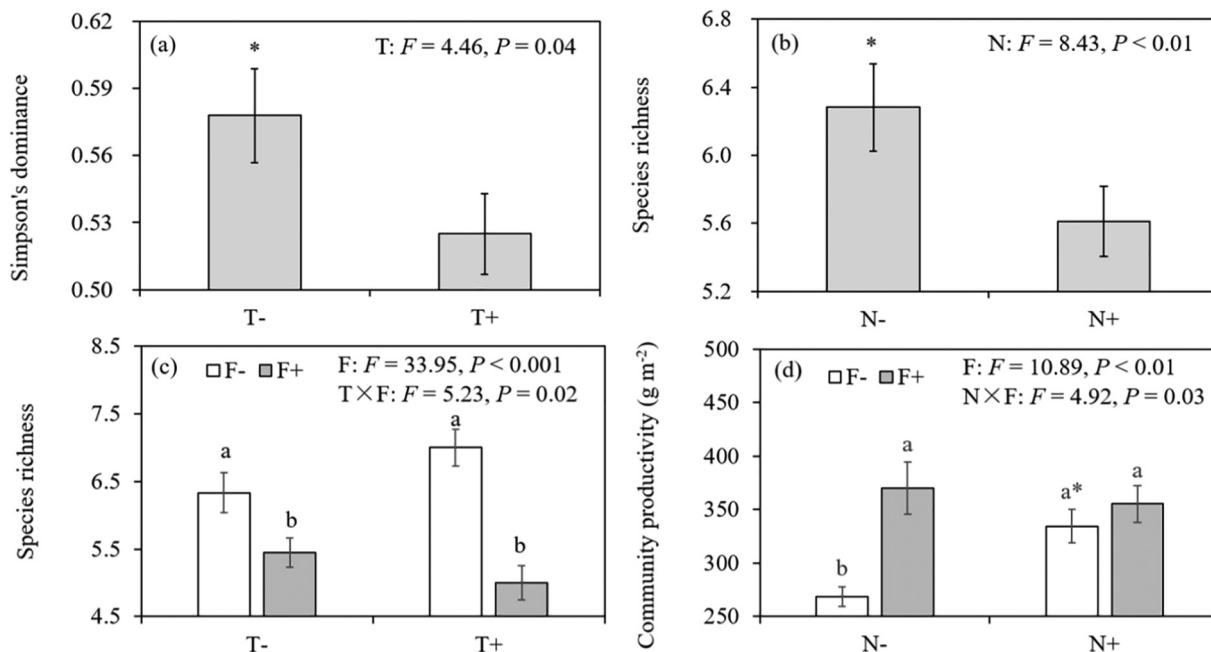 (a)
T: F = 4.46, P = 0.04
*
Simpson's dominance
0.62
0.59
0.56
0.53
0.50
T-
T+
(b)
N: F = 8.43, P < 0.01
*
Species richness
6.8
6.4
6.0
5.6
5.2
N-
N+
(c)
F-
F+
F: F = 33.95, P < 0.001
T×F: F = 5.23, P = 0.02
Species richness
8.5
7.5
6.5
5.5
4.5
a
b
a
b
T-
T+
(d)
F-
F+
F: F = 10.89, P < 0.01
N×F: F = 4.92, P = 0.03
Community productivity (g m⁻²)
500
450
400
350
300
250
b
a
a*
a
N-
N+